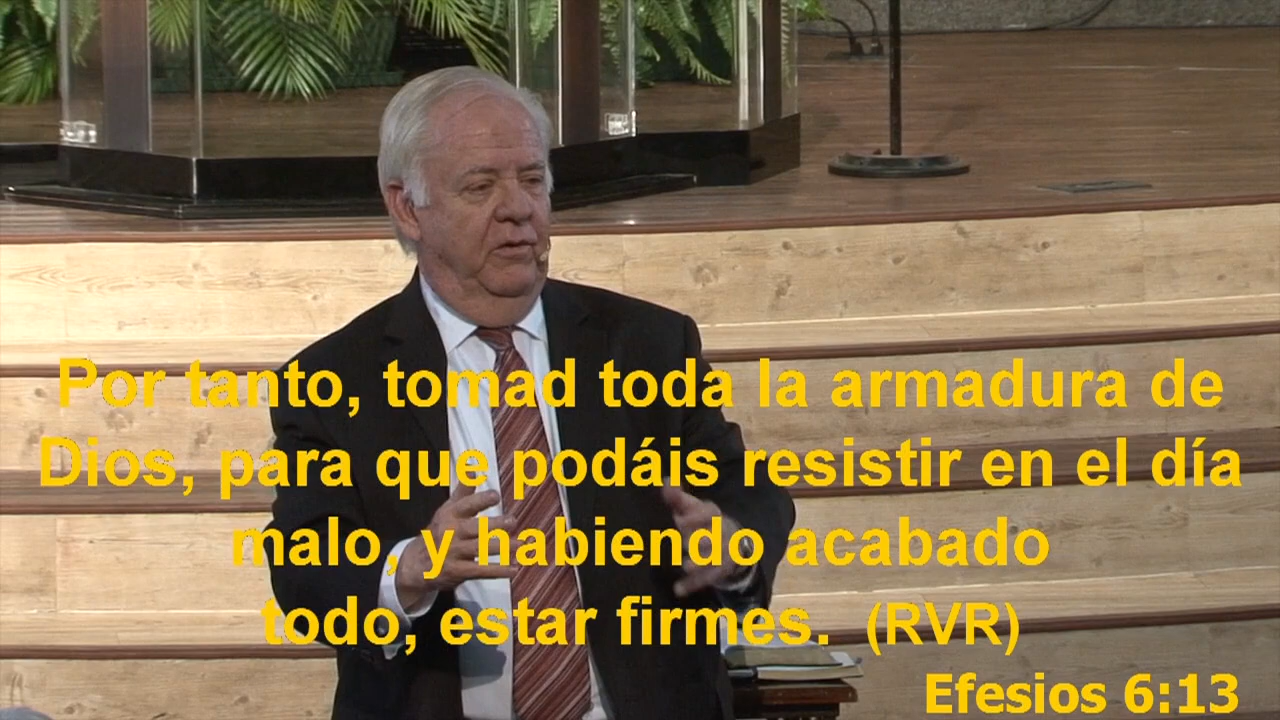 Por tanto, tomad toda la armadura de
Dios, para que podáis resistir en el día
malo, y habiendo acabado
todo, estar firmes. (RVR)
Efesios 6:13